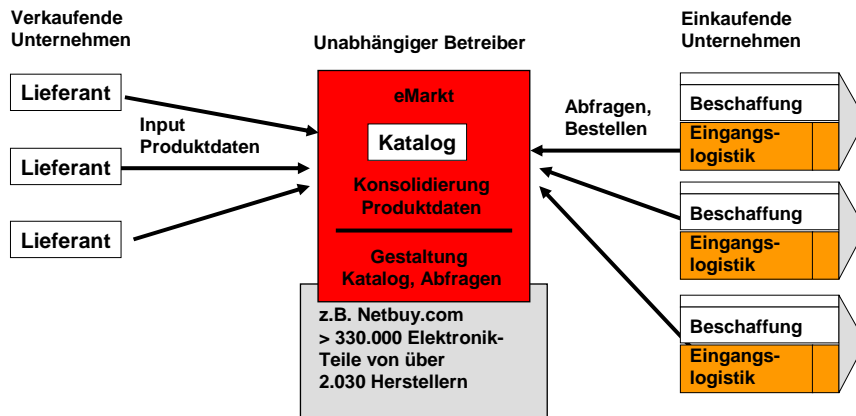 Verkaufende
Unternehmen
Unabhängiger Betreiber
Einkaufende
Unternehmen
Lieferant
Lieferant
Lieferant
Input
Produktdaten
eMarkt
Katalog
Konsolidierung
Produktdaten
Gestaltung
Katalog, Abfragen
z.B. Netbuy.com
> 330.000 Elektronik-
Teile von über
2.030 Herstellern
Abfragen,
Bestellen
Beschaffung
Eingangs-
logistik
Beschaffung
Eingangs-
logistik
Beschaffung
Eingangs-
logistik